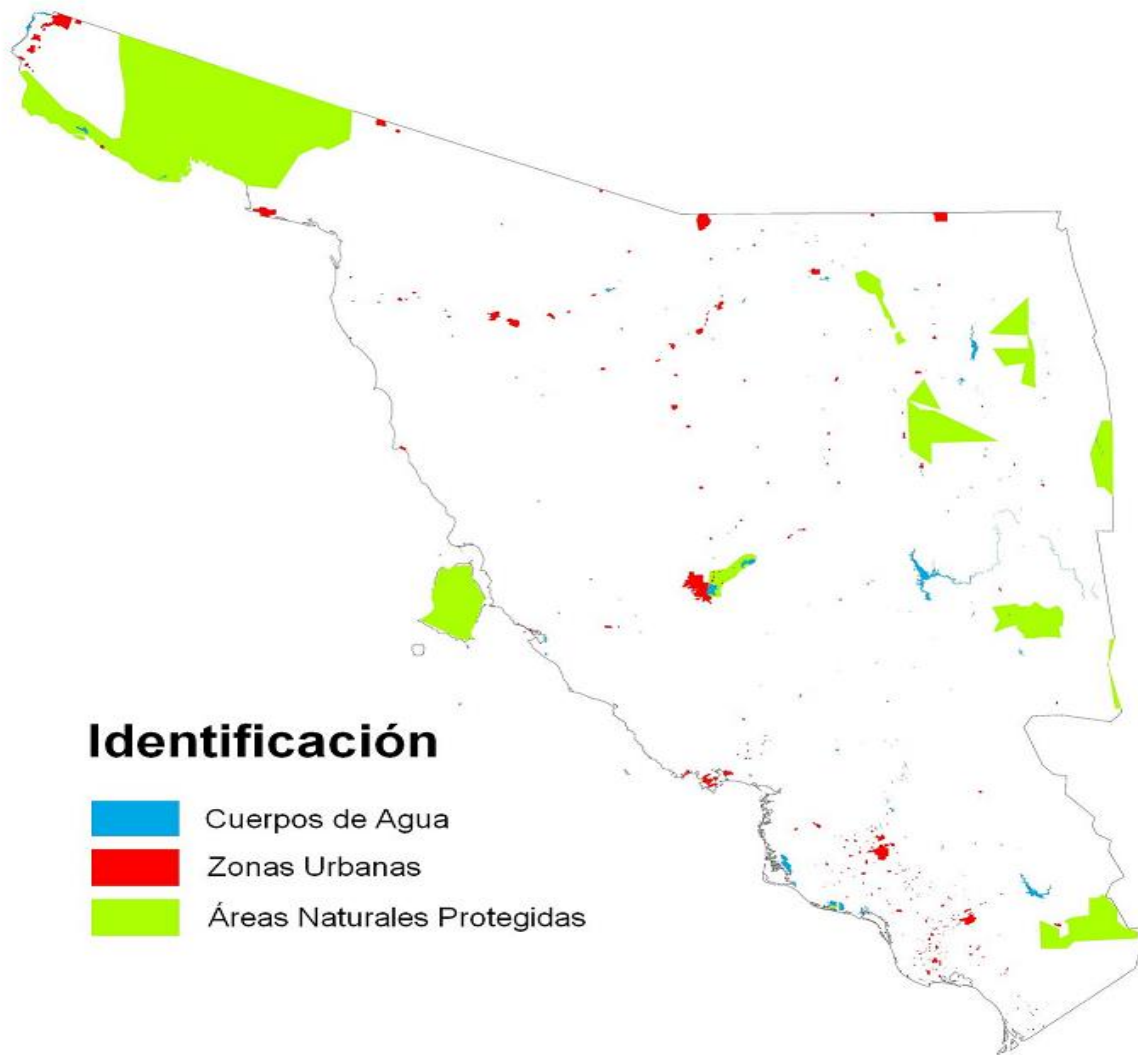 Identificación
Cuerpos de Agua
Zonas Urbanas
Áreas Naturales Protegidas